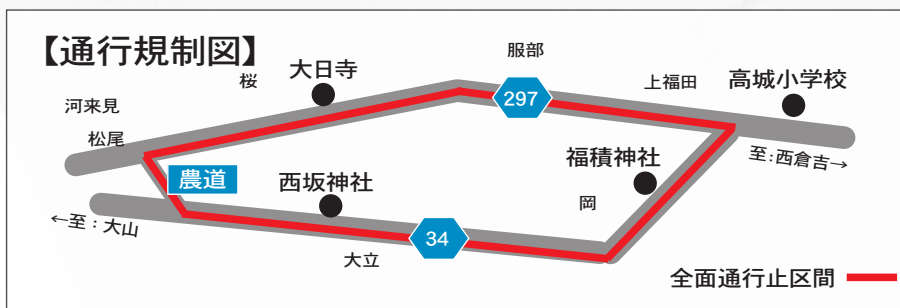 【通行規制図】
服部
大日寺
桜
高城小学校
上福田
河来見
297
松尾
福積神社
至:西倉吉→
農道
西坂神社
岡
←至：大山
34
大立
全面通行止区間